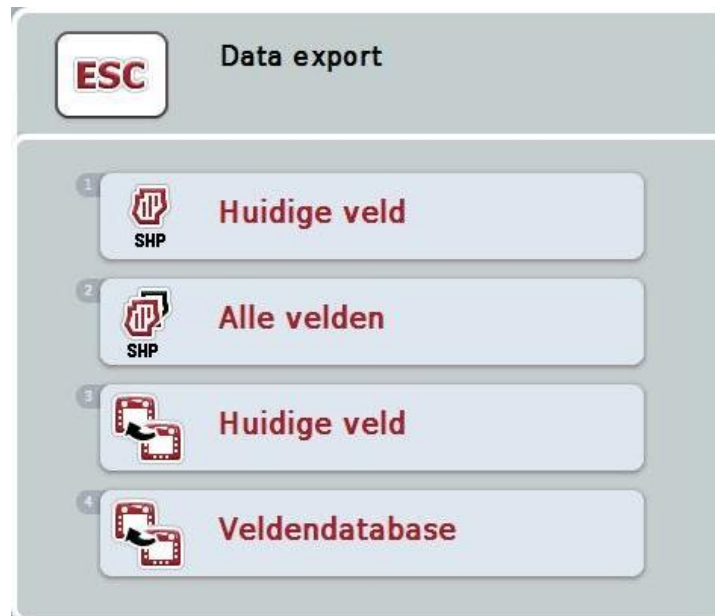 ESC
Data export
1
SHP
Huidige veld
2
SHP
Alle velden
3
Huidige veld
4
Veldendatabase